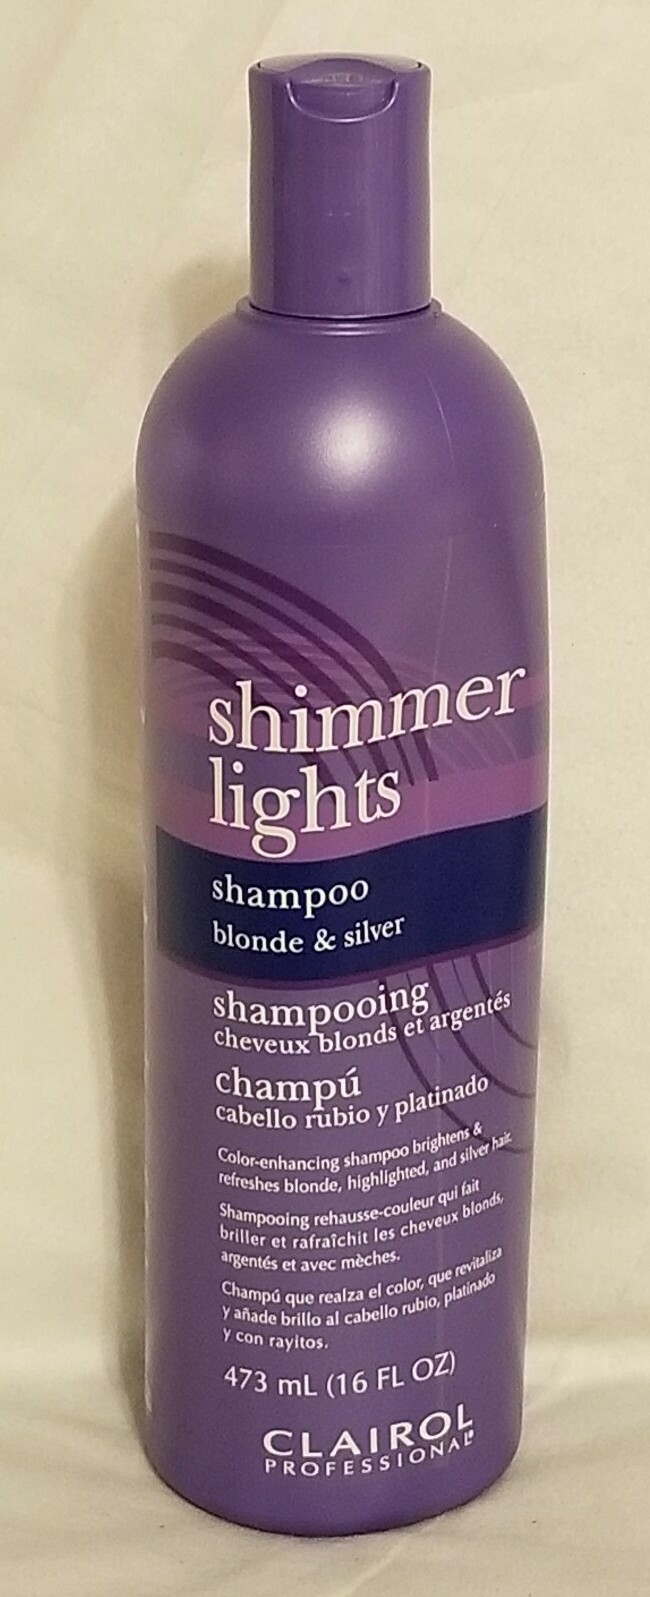 shimmer
lights
shampoo
blonde & silver
shampooing
cheveux blonds et argentés
champú
cabello rubio y platinado
Color-enhancing shampoo brightens &
refreshes blonde, highlighted, and silver hair.
Shampooing rehausse-couleur qui fait
briller et rafraîchit les cheveux blonds,
argentés et avec mèches.
Champú que realza el color, que revitaliza
y añade brillo al cabello rubio, platinado
y con rayitos.
473 mL (16 FL OZ)
CLAIROL
PROFESSIONAL®